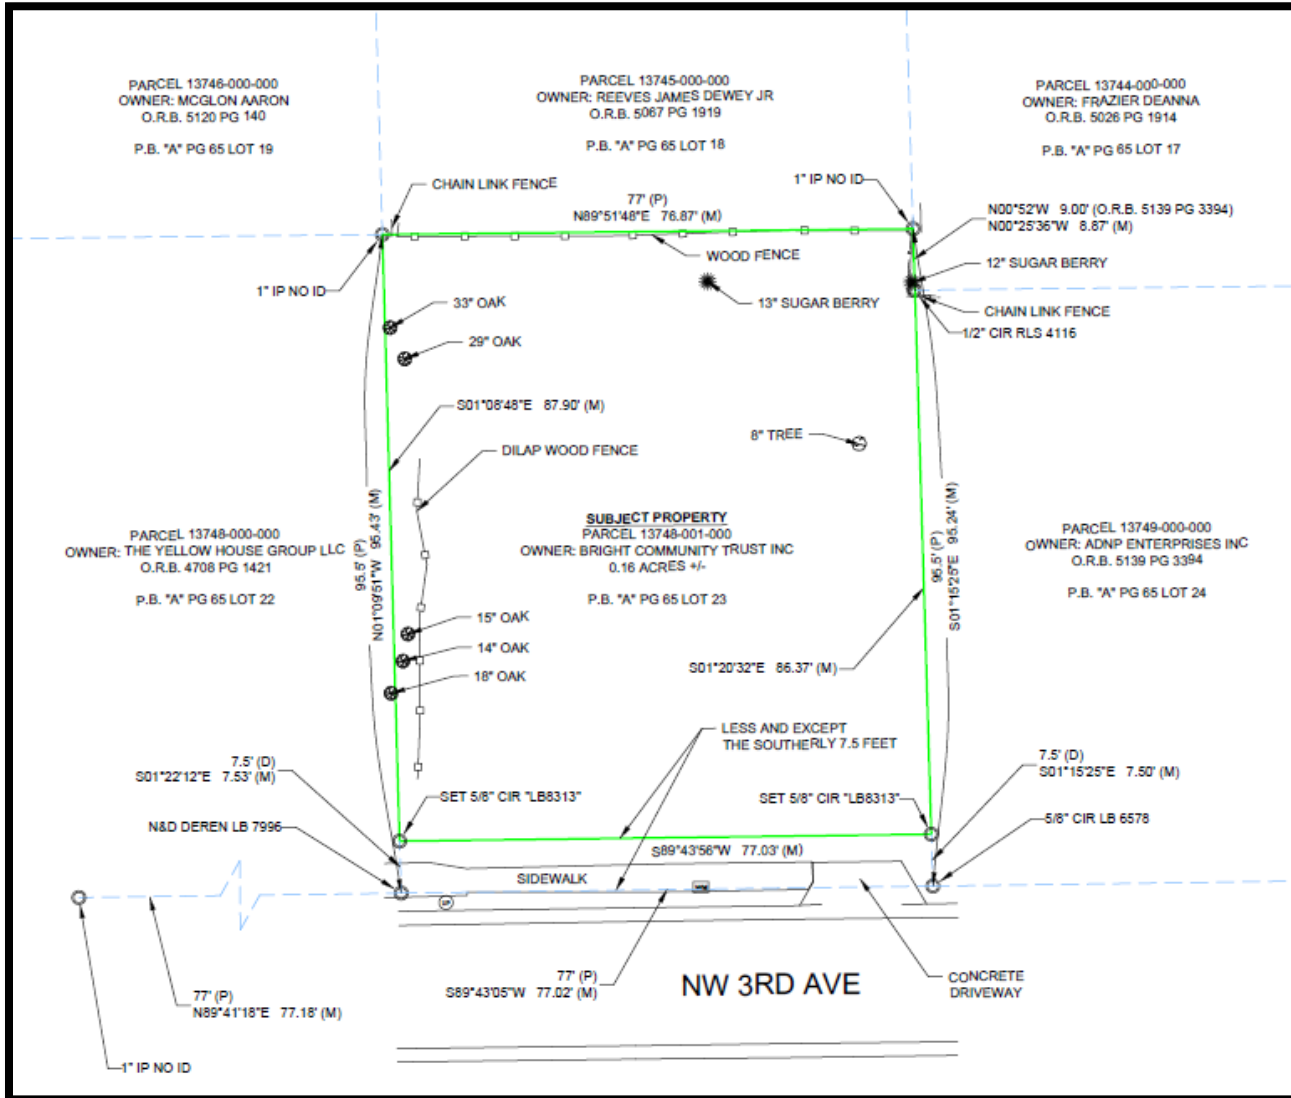 PARCEL 13746-000-000
OWNER: MCGLON AARON
O.R.B. 5120 PG 140
P.B. "A" PG 65 LOT 19
PARCEL 13745-000-000
OWNER: REEVES JAMES DEWEY JR
O.R.B. 5067 PG 1919
P.B. "A" PG 65 LOT 18
PARCEL 13744-000-000
OWNER: FRAZIER DEANNA
O.R.B. 5026 PG 1914
P.B. "A" PG 65 LOT 17
CHAIN LINK FENCE
77' (P)
N89°51'48"E 76.87' (M)
1" IP NO ID
N00°52'W 9.00' (O.R.B. 5139 PG 3394)
N00°25'36"W 8.87' (M)
WOOD FENCE
12" SUGAR BERRY
1" IP NO ID
33" OAK
13" SUGAR BERRY
CHAIN LINK FENCE
1/2" CIR RLS 4116
29" OAK
S01°08'48"E 87.90' (M)
8" TREE
DILAP WOOD FENCE
95.5' (P)
N01°09'51"W 95.43' (M)
95.5' (P)
S01°15'25"E 95.24' (M)
PARCEL 13748-000-000
OWNER: THE YELLOW HOUSE GROUP LLC
O.R.B. 4708 PG 1421
P.B. "A" PG 65 LOT 22
SUBJECT PROPERTY
PARCEL 13748-001-000
OWNER: BRIGHT COMMUNITY TRUST INC
0.16 ACRES +/-
P.B. "A" PG 65 LOT 23
PARCEL 13749-000-000
OWNER: ADNP ENTERPRISES INC
O.R.B. 5139 PG 3394
P.B. "A" PG 65 LOT 24
15" OAK
14" OAK
18" OAK
S01°20'32"E 86.37' (M)
LESS AND EXCEPT
THE SOUTHERLY 7.5 FEET
7.5' (D)
S01°22'12"E 7.53' (M)
7.5' (D)
S01°15'25"E 7.50' (M)
SET 5/8" CIR "LB8313"
SET 5/8" CIR "LB8313"
N&D DEREN LB 7996
5/8" CIR LB 6578
S89°43'56"W 77.03' (M)
SIDEWALK
77' (P)
S89°43'05"W 77.02' (M)
NW 3RD AVE
CONCRETE
DRIVEWAY
77' (P)
N89°41'18"E 77.18' (M)
1" IP NO ID